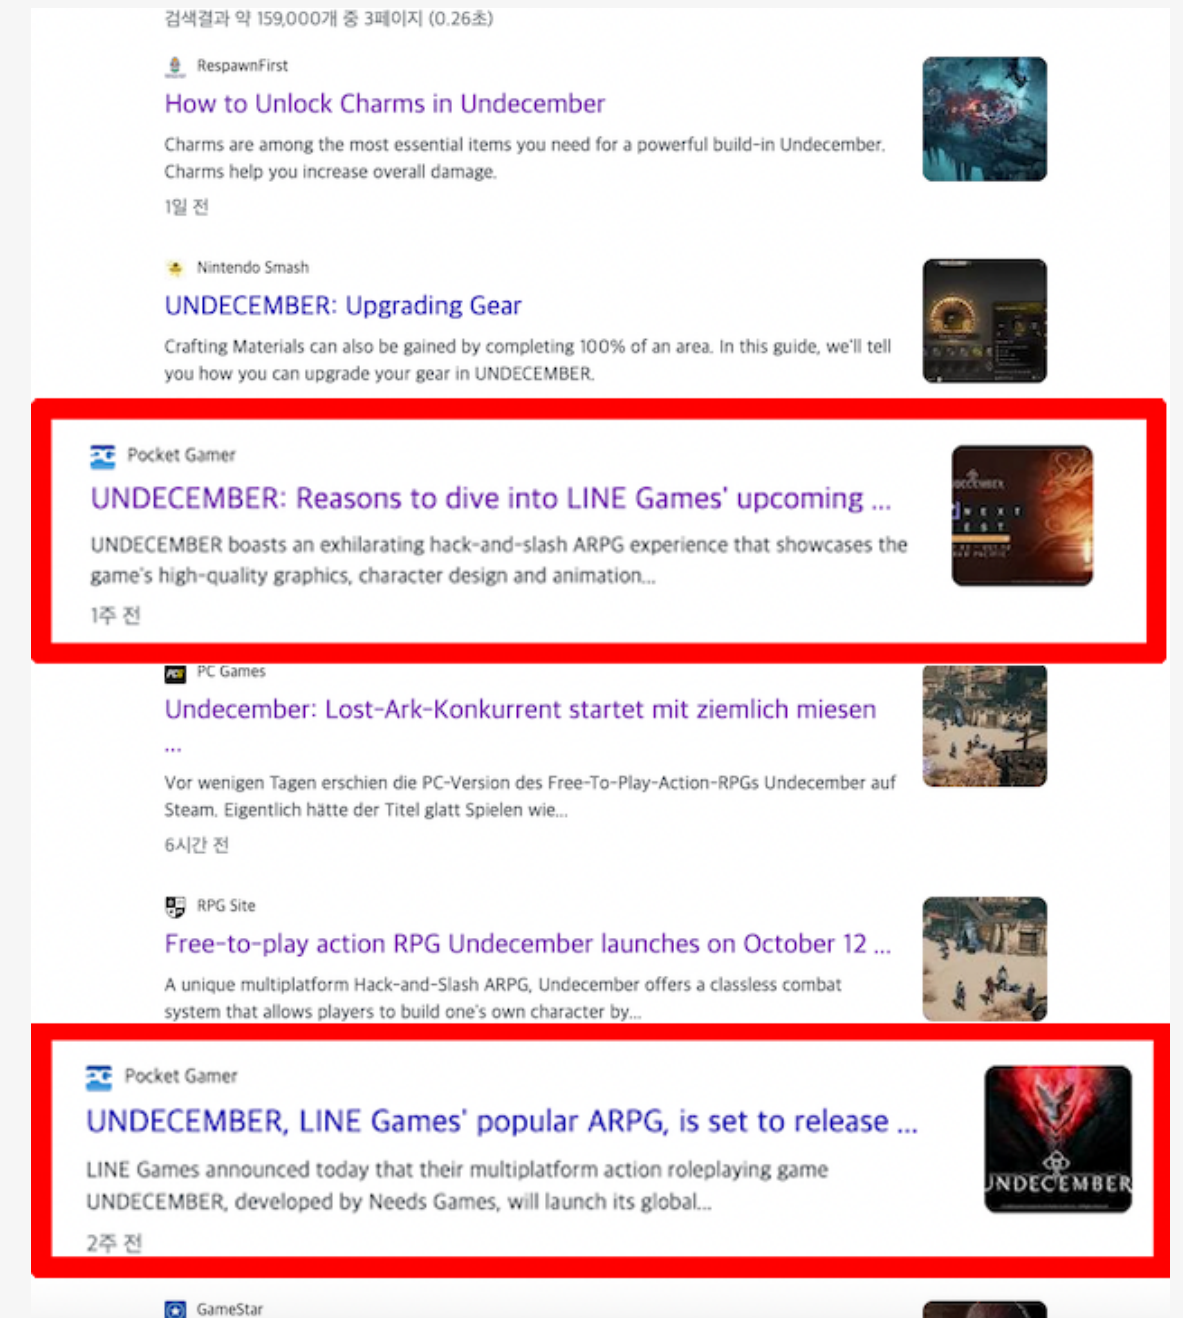 검색결과 약 159,000개 중 3페이지 (0.26초)
RespawnFirst
How to Unlock Charms in Undecember
Charms are among the most essential items you need for a powerful build-in Undecember.
Charms help you increase overall damage.
1일 전
Nintendo Smash
UNDECEMBER: Upgrading Gear
Crafting Materials can also be gained by completing 100% of an area. In this guide, we'll tell
you how you can upgrade your gear in UNDECEMBER.
Pocket Gamer
UNDECEMBER: Reasons to dive into LINE Games' upcoming ...
UNDECEMBER boasts an exhilarating hack-and-slash ARPG experience that showcases the
game's high-quality graphics, character design and animation...
1주 전
NEXT
PC Games
Undecember: Lost-Ark-Konkurrent startet mit ziemlich miesen
...
Vor wenigen Tagen erschien die PC-Version des Free-To-Play-Action-RPGs Undecember auf
Steam. Eigentlich hätte der Titel glatt Spielen wie...
6시간 전
RPG Site
Free-to-play action RPG Undecember launches on October 12 ...
A unique multiplatform Hack-and-Slash ARPG, Undecember offers a classless combat
system that allows players to build one's own character by...
Pocket Gamer
UNDECEMBER, LINE Games' popular ARPG, is set to release ...
LINE Games announced today that their multiplatform action roleplaying game
UNDECEMBER, developed by Needs Games, will launch its global...
2주 전
UNDECEMBER
GameStar